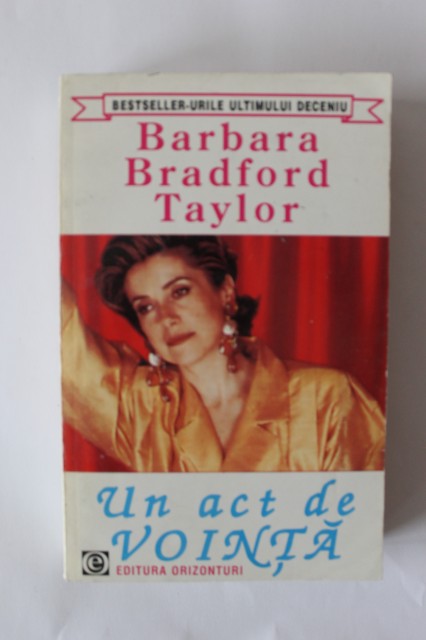 BESTSELLER-URILE ULTIMULUI DECENIU
Barbara
Bradford
Taylor
Un act de
VOINȚĂ
e EDITURA ORIZONTURI